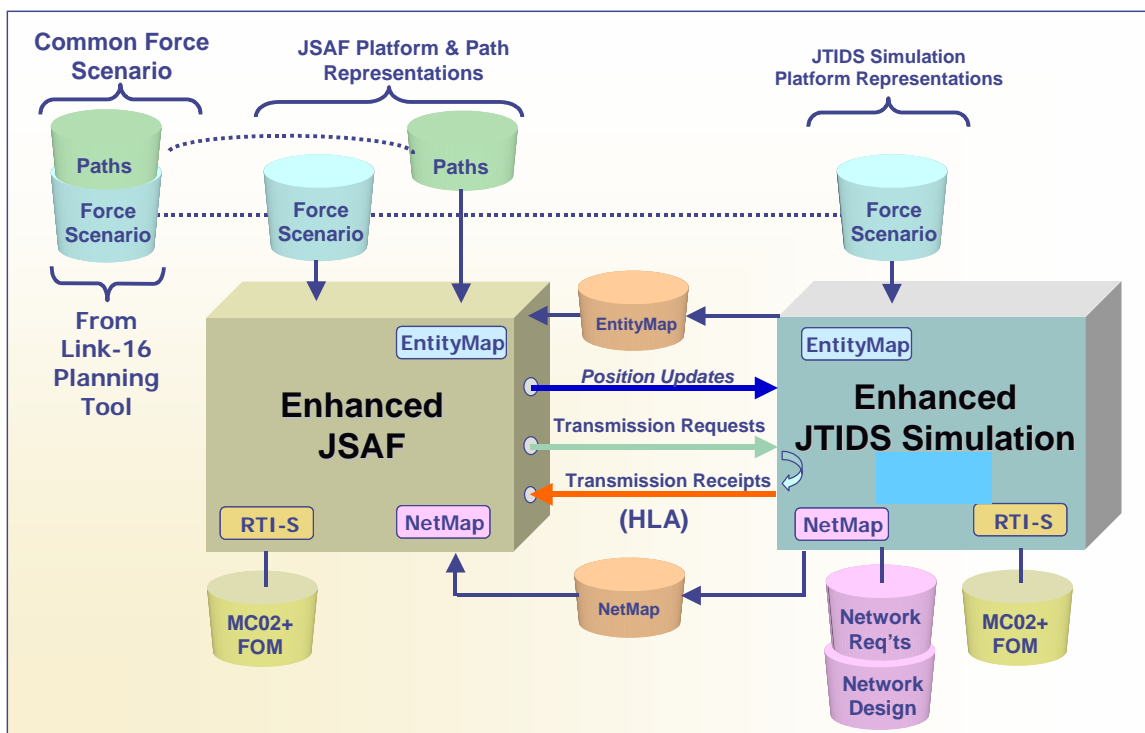 Common Force
Scenario
JSAF Platform & Path
Representations
JTIDS Simulation
Platform Representations
Paths
Force
Scenario
Force
Scenario
Paths
Force
Scenario
From
Link-16
Planning
Tool
EntityMap
EntityMap
EntityMap
Position Updates
Enhanced
JSAF
Enhanced
JTIDS Simulation
Transmission Requests
Transmission Receipts
(HLA)
RTI-S
NetMap
NetMap
RTI-S
MC02+
FOM
NetMap
Network
Req'ts
Network
Design
MC02+
FOM